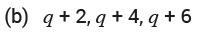 (b) q + 2, q + 4, q + 6